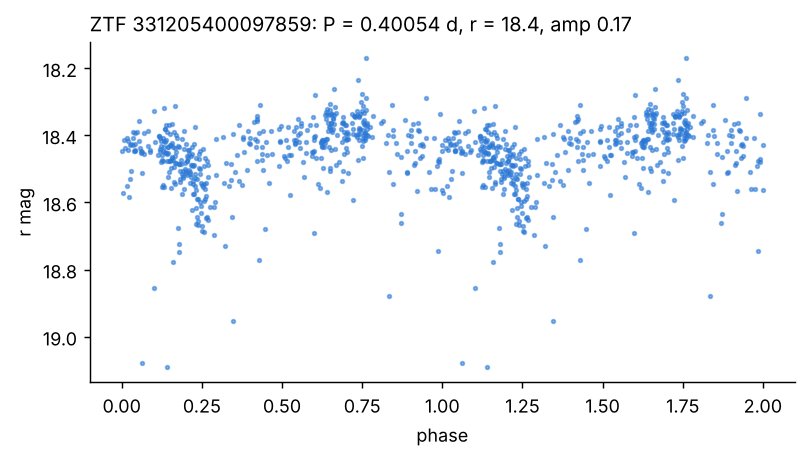 ZTF 331205400097859: P = 0.40054 d, r = 18.4, amp 0.17
18.2
18.4
18.6
18.8
19.0
r mag
0.00 0.25 0.50 0.75 1.00 1.25 1.50 1.75 2.00
phase